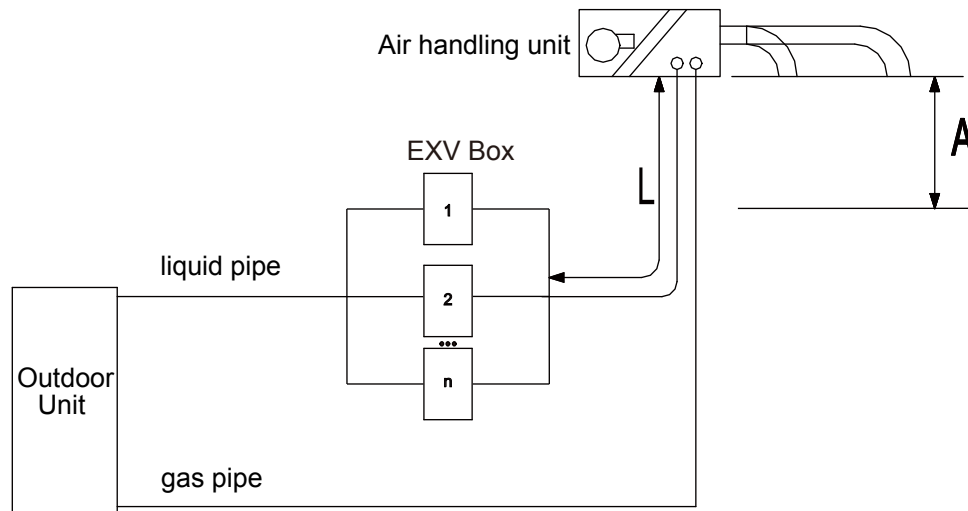 Air handling unit
EXV Box
1
L
A
liquid pipe
2
n
Outdoor
Unit
gas pipe